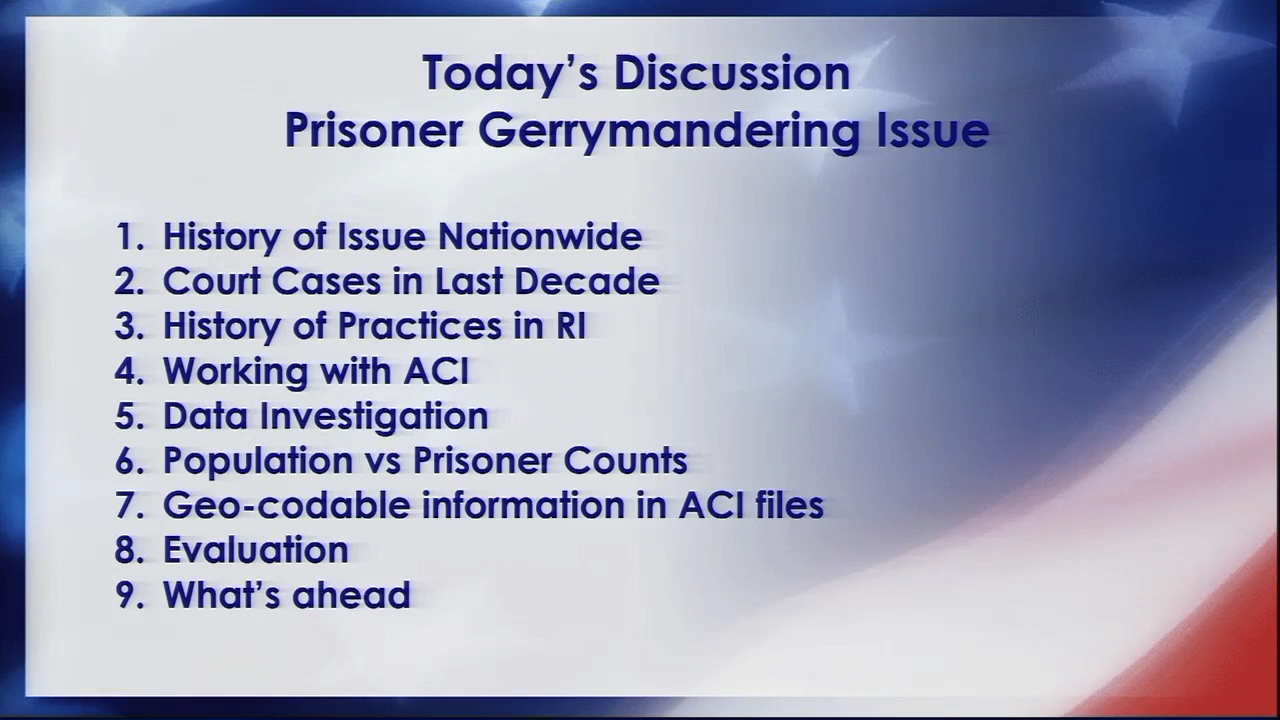 Today’s Discussion
Prisoner Gerrymandering Issue
1. History of Issue Nationwide
2. Court Cases in Last Decade
3. History of Practices in RI
4. Working with ACI
5. Data Investigation
6. Population vs Prisoner Counts
7. Geo-codable information in ACI files
8. Evaluation
9. What’s ahead